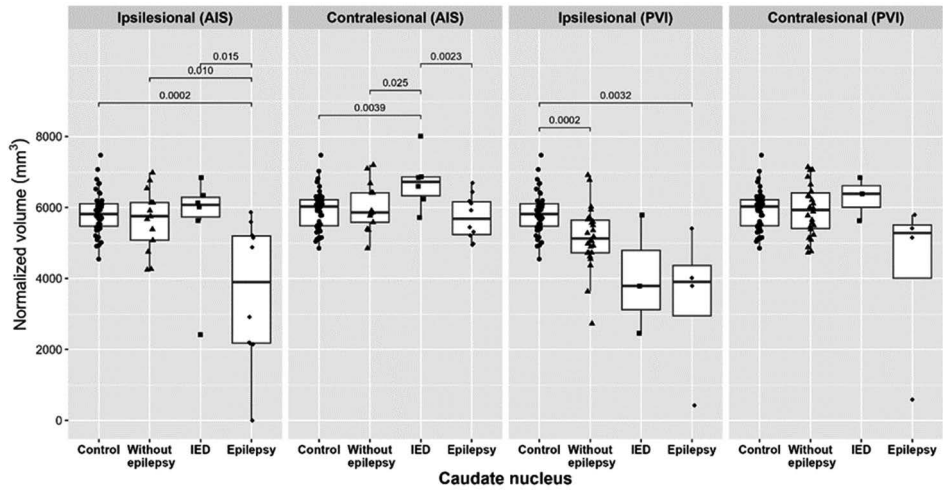 Ipsilesional (AIS) Contralesional (AIS) Ipsilesional (PVI) Contralesional (PVI)
0.015 0.0023
0.010
0.025
0.0002 0.0032
0.0039
0.0002
Normalized volume (mm³)
8000
6000
4000
2000
0
Control Without epilepsy IED Epilepsy Control Without epilepsy IED Epilepsy Control Without epilepsy IED Epilepsy Control Without epilepsy IED Epilepsy
Caudate nucleus